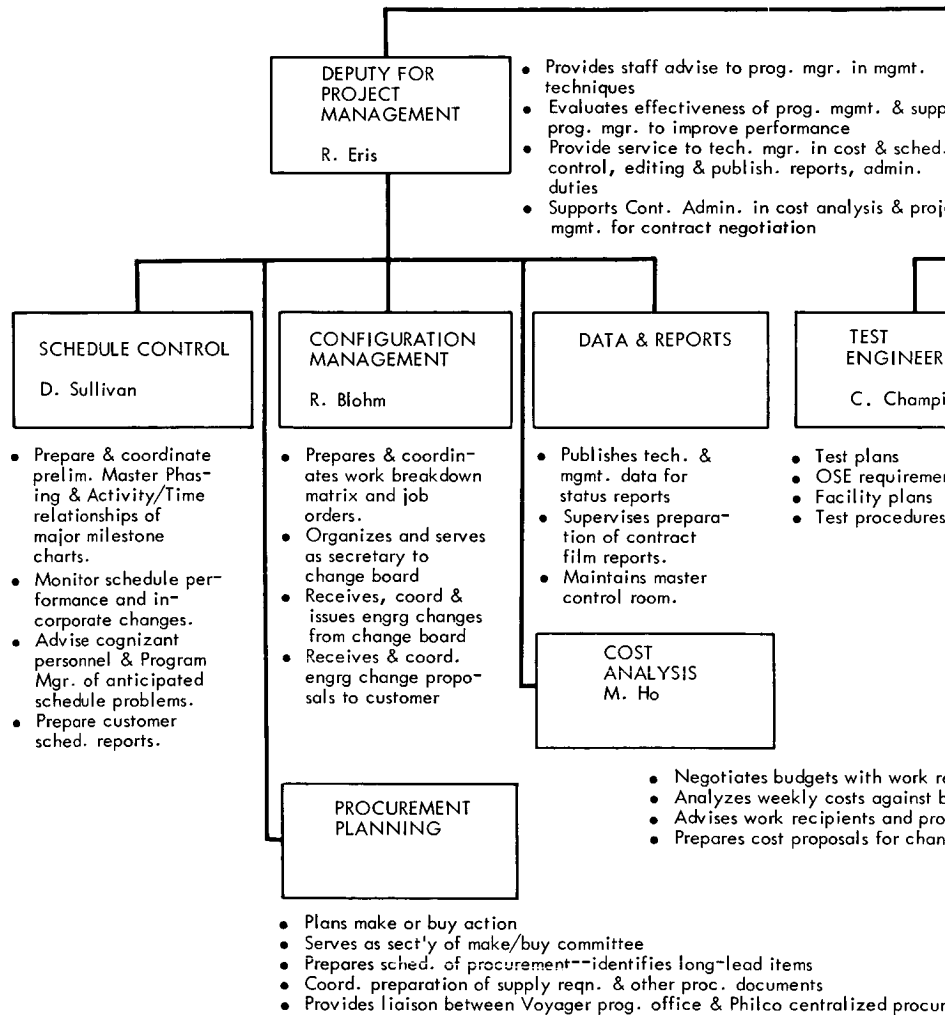 DEPUTY FOR
PROJECT
MANAGEMENT
R. Eris
• Provides staff advise to prog. mgr. in mgmt.
techniques
• Evaluates effectiveness of prog. mgmt. & supp
prog. mgr. to improve performance
• Provide service to tech. mgr. in cost & sched.
control, editing & publish. reports, admin.
duties
• Supports Cont. Admin. in cost analysis & proj
mgmt. for contract negotiation
SCHEDULE CONTROL
D. Sullivan
• Prepare & coordinate
prelim. Master Phas-
ing & Activity/Time
relationships of
major milestone
charts.
• Monitor schedule per-
formance and in-
corporate changes.
• Advise cognizant
personnel & Program
Mgr. of anticipated
schedule problems.
• Prepare customer
sched. reports.
CONFIGURATION
MANAGEMENT
R. Blohm
• Prepares & coordin-
ates work breakdown
matrix and job
orders.
• Organizes and serves
as secretary to
change board
• Receives, coord &
issues engrg changes
from change board
• Receives & coord.
engrg change propo-
sals to customer
DATA & REPORTS
• Publishes tech. &
mgmt. data for
status reports
• Supervises prepara-
tion of contract
film reports.
• Maintains master
control room.
TEST
ENGINEER
C. Champi
• Test plans
• OSE requiremen
• Facility plans
• Test procedures
COST
ANALYSIS
M. Ho
• Negotiates budgets with work re
• Analyzes weekly costs against b
• Advises work recipients and pro
• Prepares cost proposals for chan
PROCUREMENT
PLANNING
• Plans make or buy action
• Serves as sect'y of make/buy committee
• Prepares sched. of procurement--identifies long-lead items
• Coord. preparation of supply reqn. & other proc. documents
• Provides liaison between Voyager prog. office & Philco centralized procur